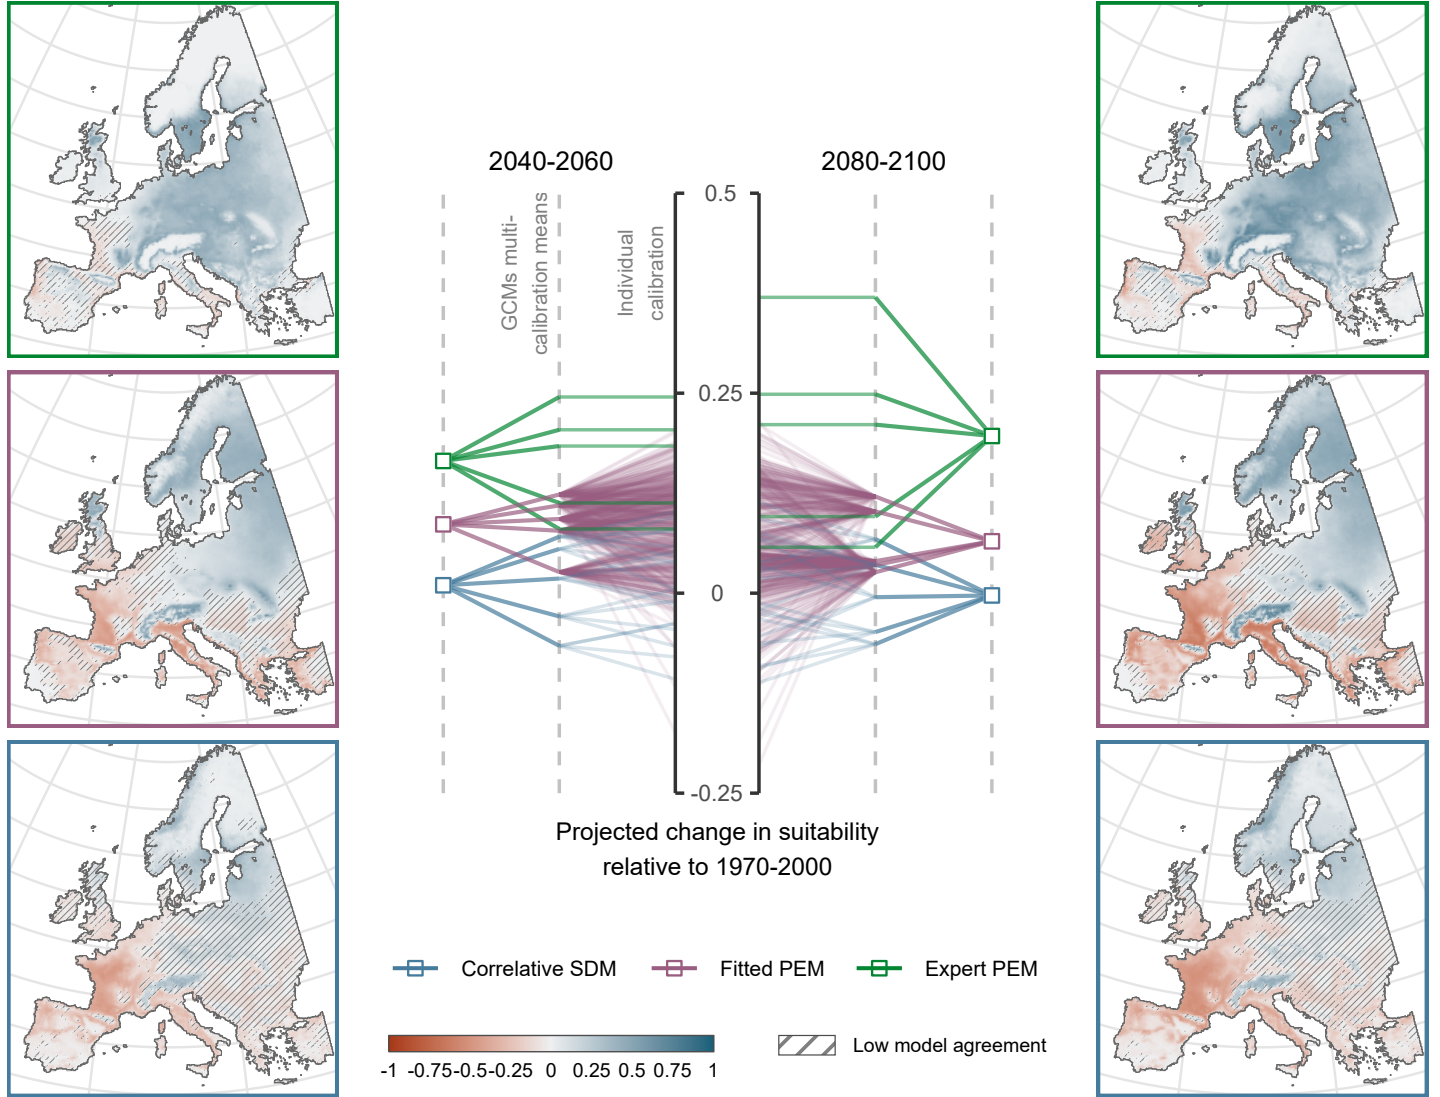 2040-2060
2080-2100
GCMs multi-
calibration means
Individual
calibration
0.5
0.25
0
-0.25
Projected change in suitability
relative to 1970-2000
Correlative SDM
Fitted PEM
Expert PEM
-1 -0.75 -0.5 -0.25 0 0.25 0.5 0.75 1
Low model agreement